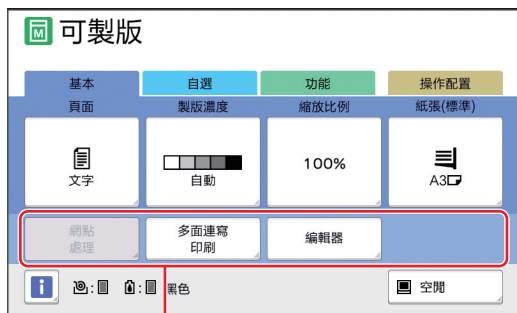 M 可製版
基本 自選 功能 操作配置
頁面 製版濃度 縮放比例 紙張(標準)
文字 自動 100% A3
網點
處理
多面連寫
印刷
編輯器
i : : 黑色 空閒